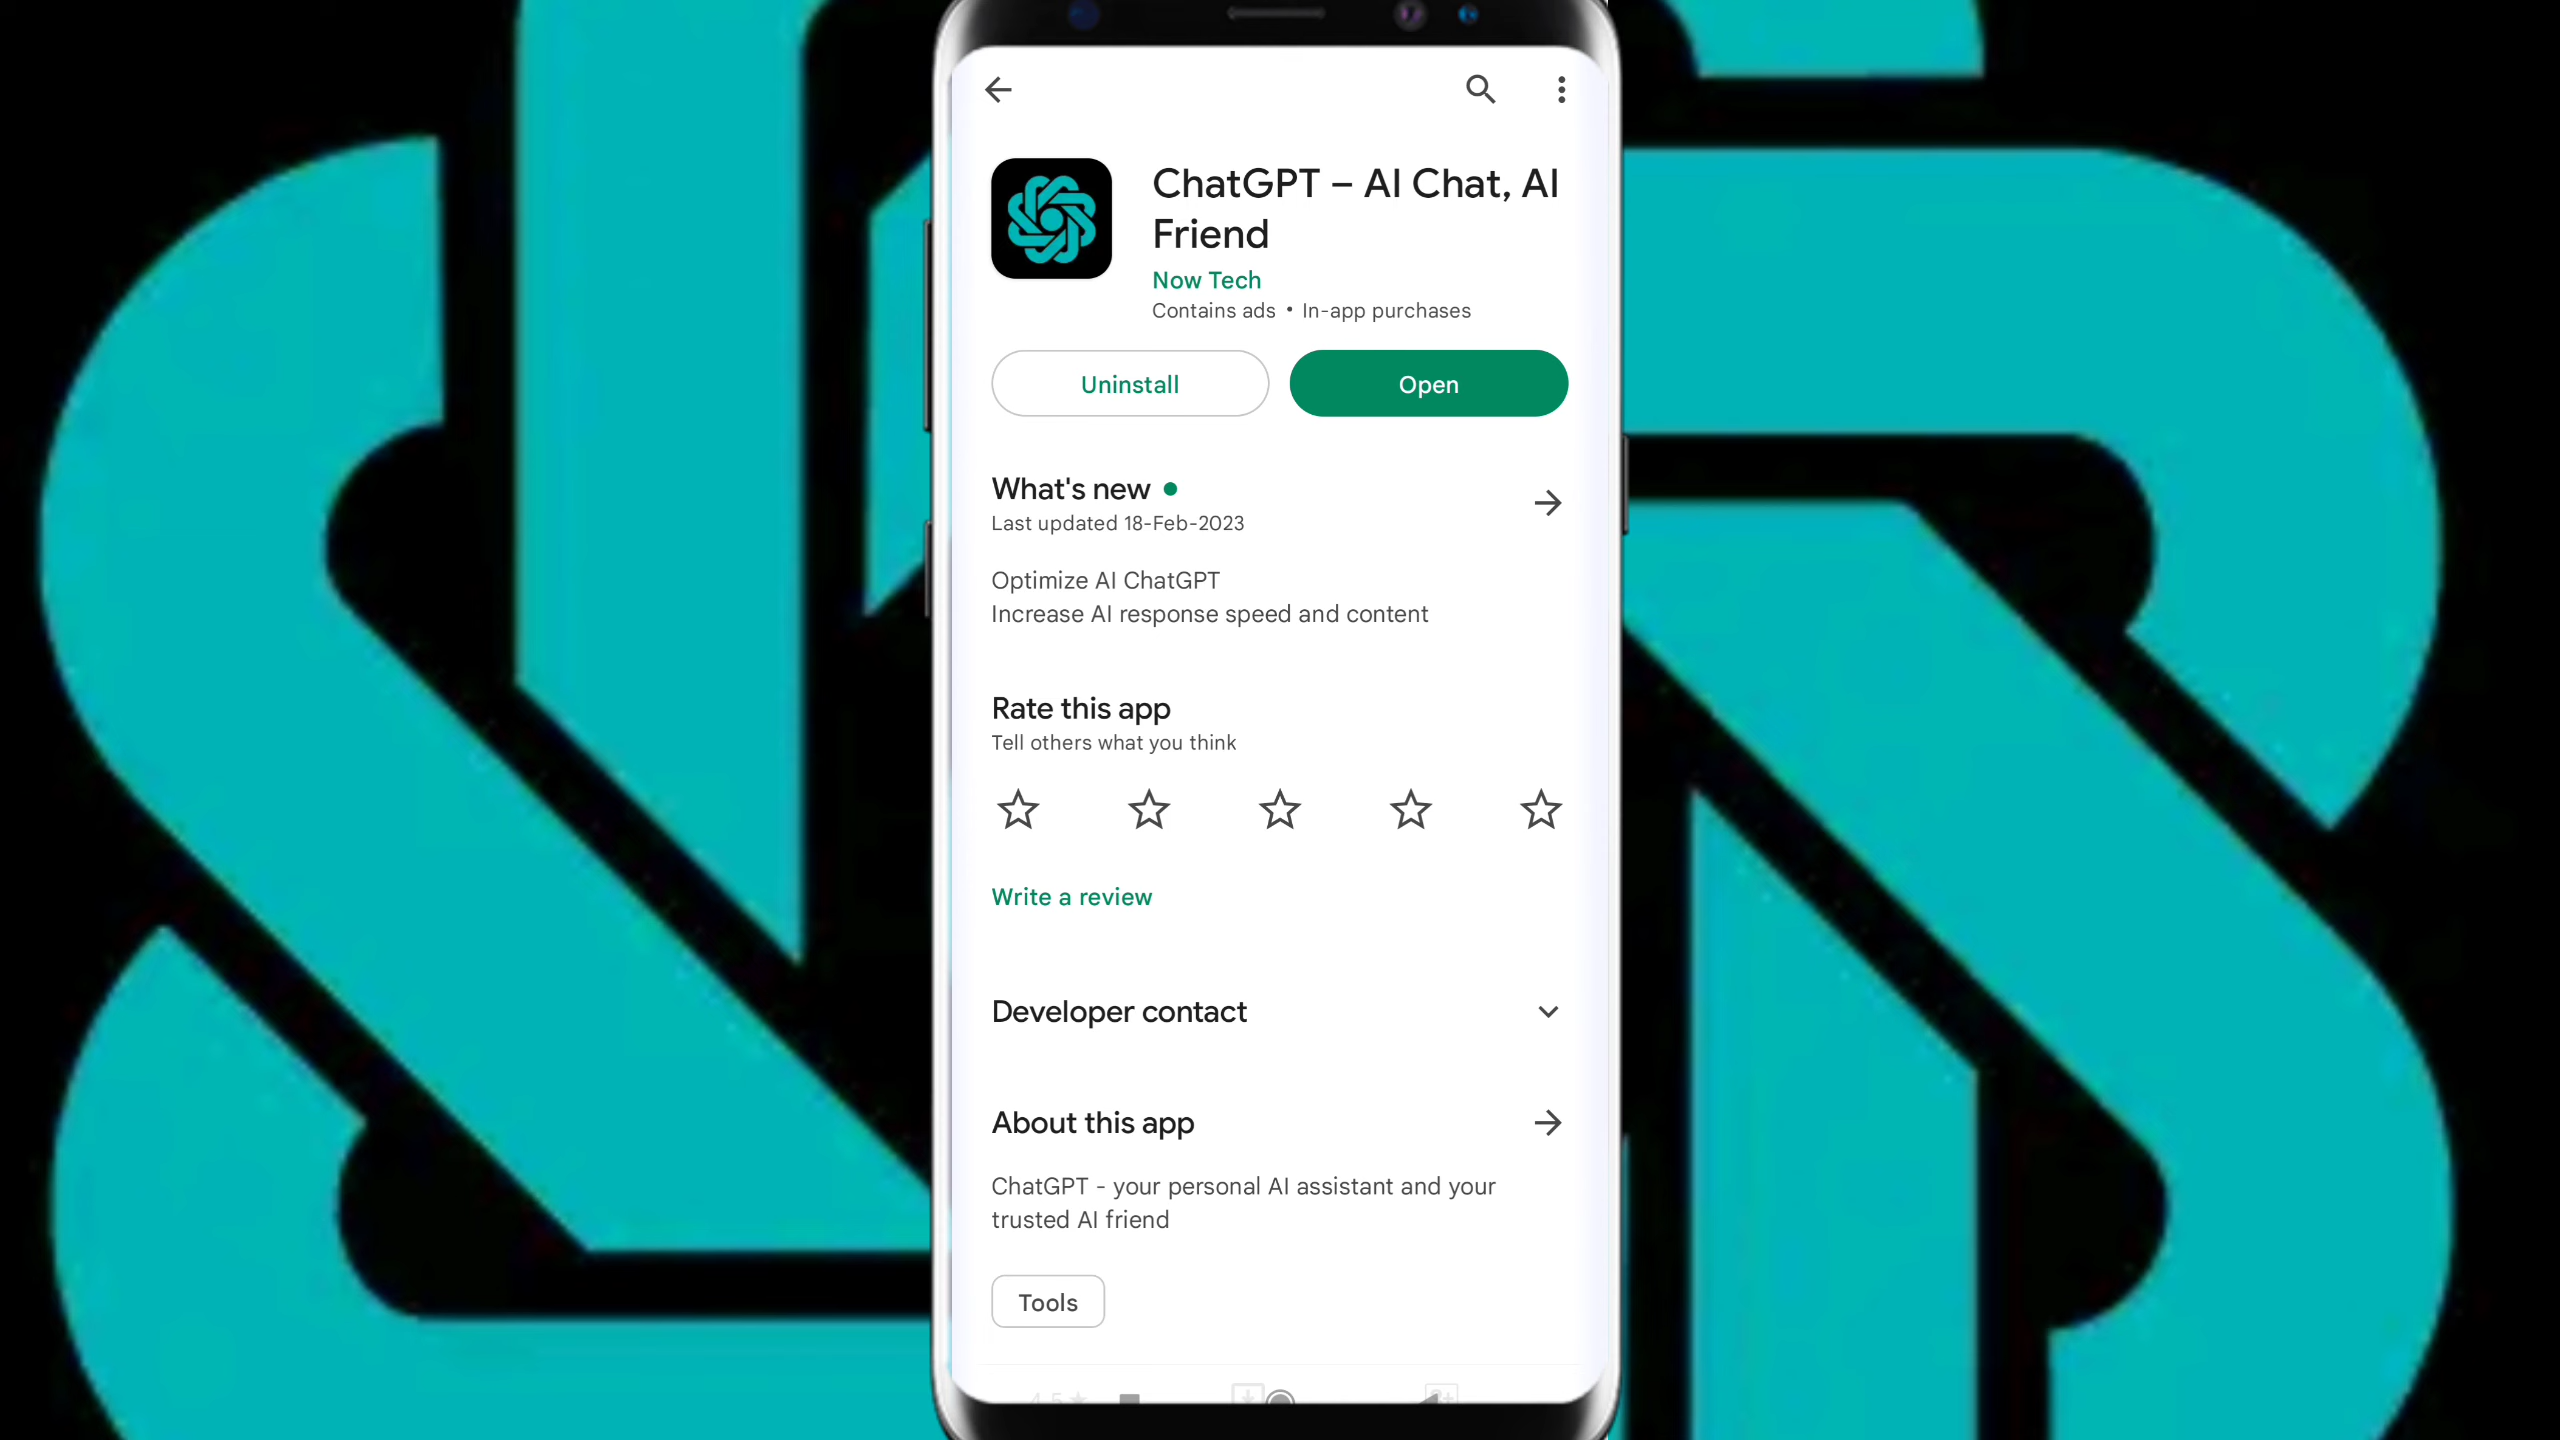 ChatGPT – AI Chat, AI
Friend
Now Tech
Contains ads • In-app purchases
Uninstall
Open
What's new
Last updated 18-Feb-2023
Optimize AI ChatGPT
Increase AI response speed and content
Rate this app
Tell others what you think
Write a review
Developer contact
About this app
ChatGPT - your personal AI assistant and your
trusted AI friend
Tools